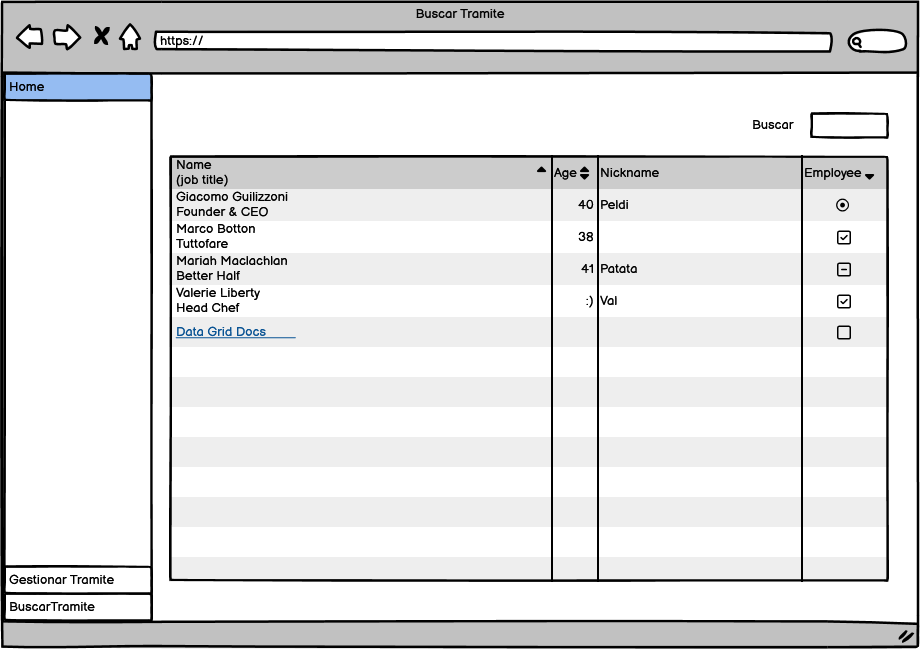 Buscar Tramite
https://
Home
Buscar
Name
(job title)
Age
Nickname
Employee
Giacomo Guilizzoni
Founder & CEO
40
Peldi
Marco Botton
Tuttofare
38
Mariah Maclachlan
Better Half
41
Patata
Valerie Liberty
Head Chef
:)
Val
Data Grid Docs
Gestionar Tramite
BuscarTramite